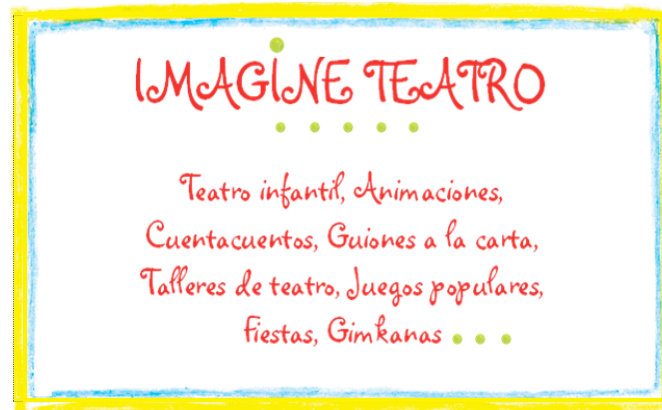 IMAGINE TEATRO
Teatro infantil, Animaciones,
Cuentacuentos, Guiones a la carta,
Talleres de teatro, Juegos populares,
Fiestas, Gimkanas ...